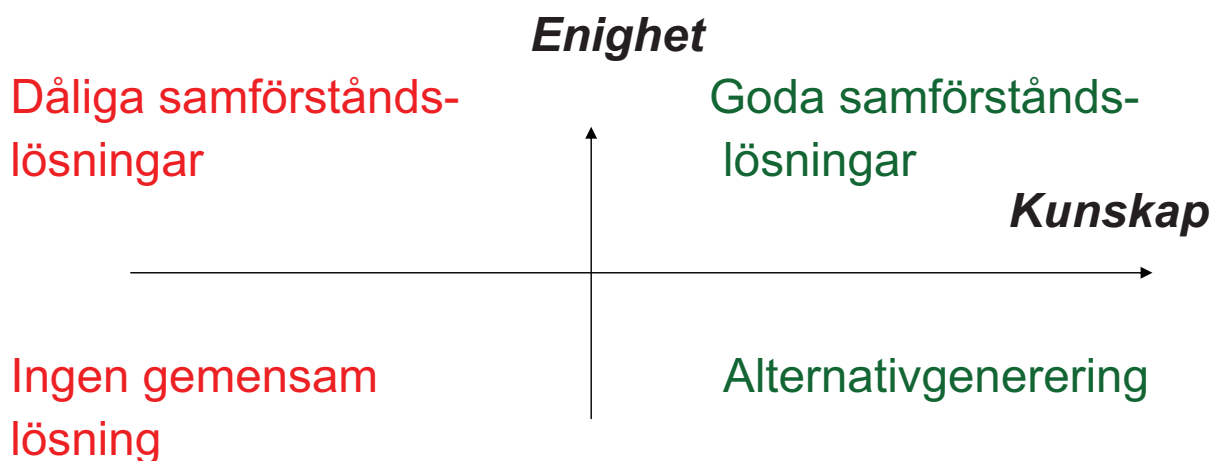 Enighet
Dåliga samförstånds-
lösningar
Goda samförstånds-
lösningar
Kunskap
Ingen gemensam
lösning
Alternativgenerering